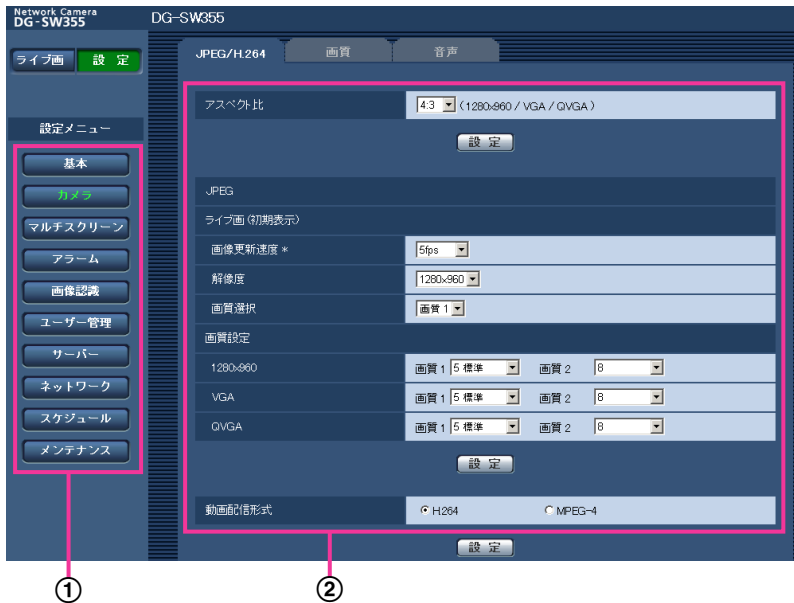 Network Camera
DG-SW355
DG-SW355
ライブ画 設 定
JPEG/H.264 画質 音声
設定メニュー
基本
カメラ
マルチスクリーン
アラーム
画像認識
ユーザー管理
サーバー
ネットワーク
スケジュール
メンテナンス
アスペクト比 4:3 (1280×960 / VGA / QVGA)
設 定
JPEG
ライブ画(初期表示)
画像更新速度 * 5fps
解像度 1280×960
画質選択 画質 1
画質設定
1280×960 画質 1 5 標準 画質 2 8
VGA 画質 1 5 標準 画質 2 8
QVGA 画質 1 5 標準 画質 2 8
設 定
動画配信形式 H.264 MPEG-4
設 定
① ②